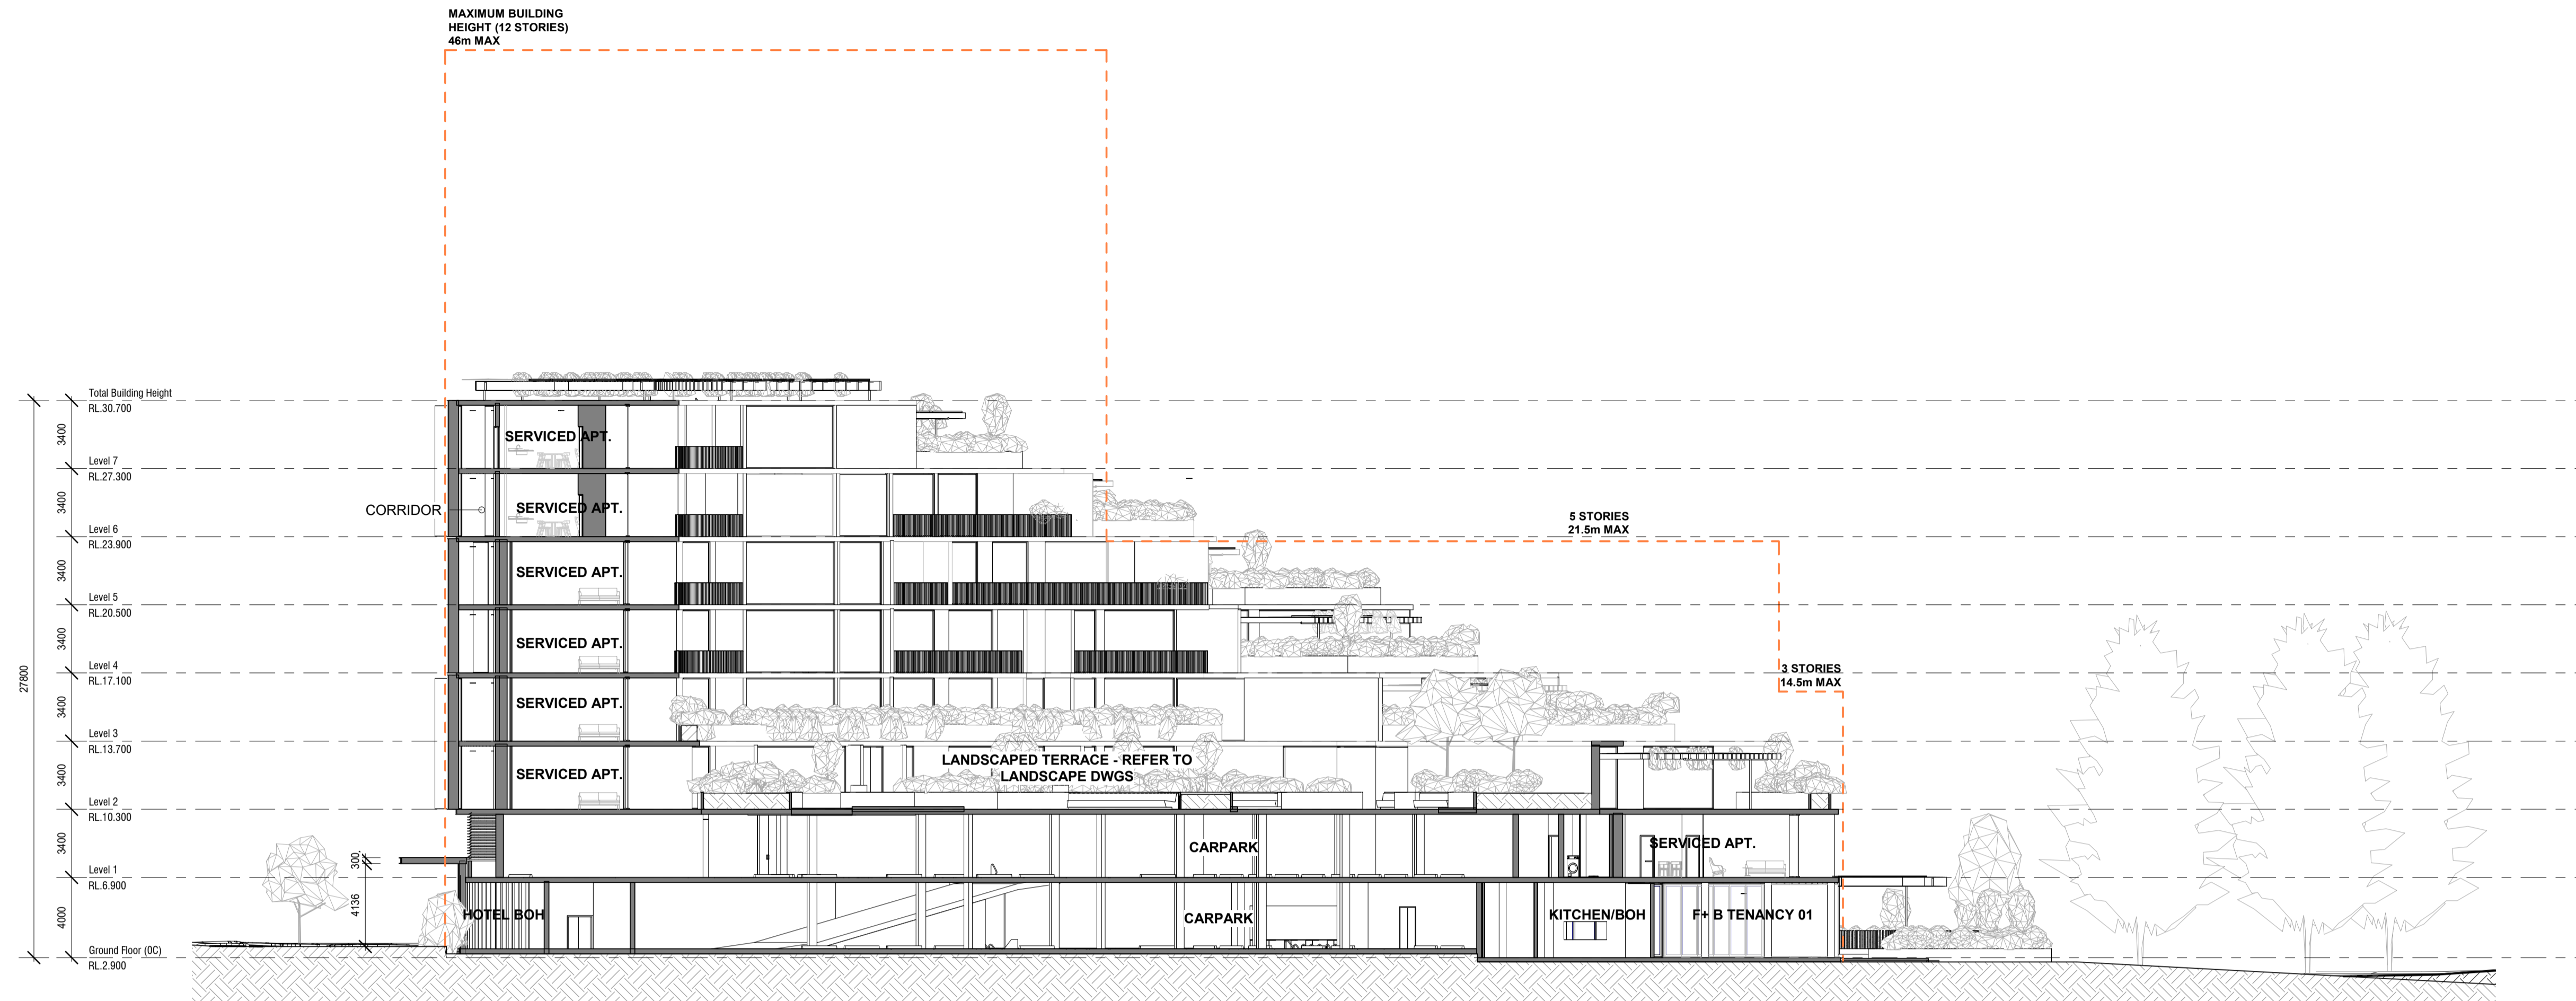 MAXIMUM BUILDING
HEIGHT (12 STORIES)
46m MAX
Total Building Height
RL.30.700
3400
SERVICED APT.
Level 7
RL.27.300
3400
CORRIDOR
SERVICED APT.
Level 6
RL.23.900
5 STORIES
21.5m MAX
3400
SERVICED APT.
Level 5
RL.20.500
3400
SERVICED APT.
Level 4
RL.17.100
3 STORIES
14.5m MAX
27800
3400
SERVICED APT.
Level 3
RL.13.700
3400
SERVICED APT.
LANDSCAPED TERRACE - REFER TO
LANDSCAPE DWGS
Level 2
RL.10.300
3400
CARPARK
SERVICED APT.
300
Level 1
RL.6.900
4000
4136
HOTEL BOH
CARPARK
KITCHEN/BOH
F+ B TENANCY 01
Ground Floor (0C)
RL.2.900